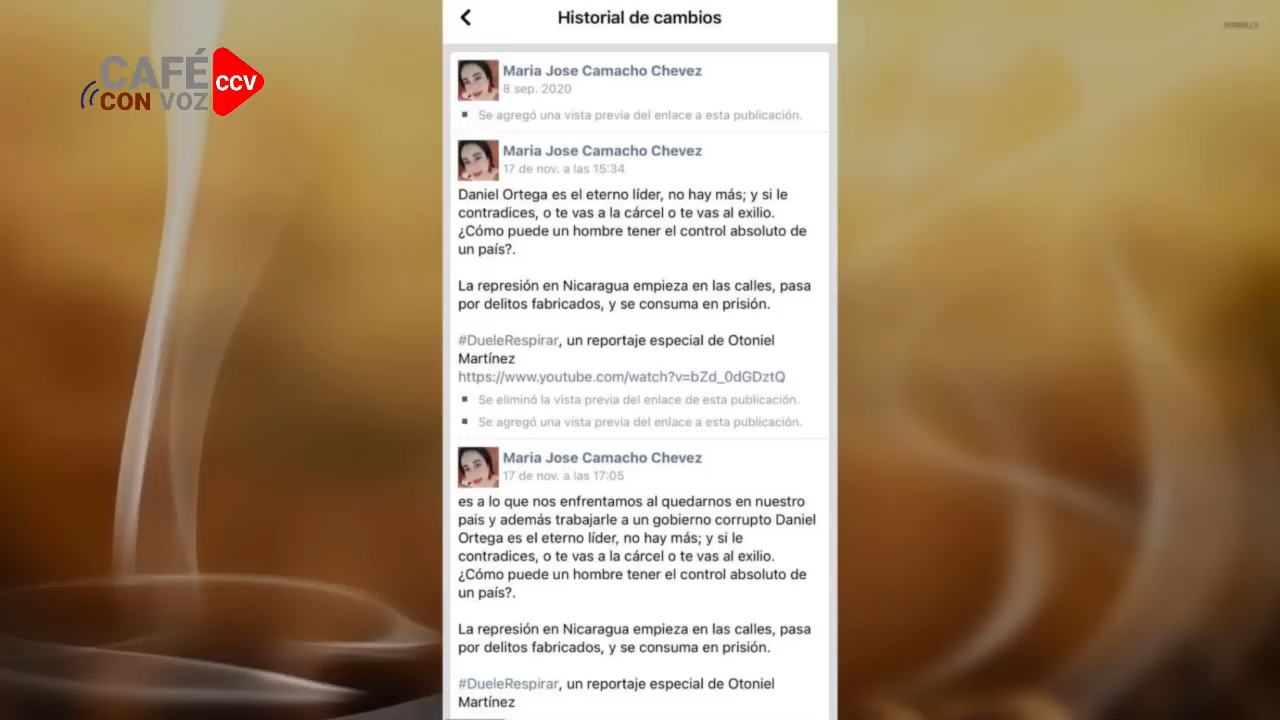 Historial de cambios
CAFÉ
CON VOZ
CCV
Maria Jose Camacho Chevez
8 sep. 2020
Se agregó una vista previa del enlace a esta publicación.
Maria Jose Camacho Chevez
17 de nov. a las 15:34
Daniel Ortega es el eterno líder, no hay más; y si le
contradices, o te vas a la cárcel o te vas al exilio.
¿Cómo puede un hombre tener el control absoluto de
un país?.
La represión en Nicaragua empieza en las calles, pasa
por delitos fabricados, y se consuma en prisión.
#DueleRespirar, un reportaje especial de Otoniel
Martínez
https://www.youtube.com/watch?v=bZd_0dGDztQ
Se eliminó la vista previa del enlace de esta publicación.
Se agregó una vista previa del enlace a esta publicación.
Maria Jose Camacho Chevez
17 de nov. a las 17:05
es a lo que nos enfrentamos al quedarnos en nuestro
pais y además trabajarle a un gobierno corrupto Daniel
Ortega es el eterno líder, no hay más; y si le
contradices, o te vas a la cárcel o te vas al exilio.
¿Cómo puede un hombre tener el control absoluto de
un país?.
La represión en Nicaragua empieza en las calles, pasa
por delitos fabricados, y se consuma en prisión.
#DueleRespirar, un reportaje especial de Otoniel
Martínez